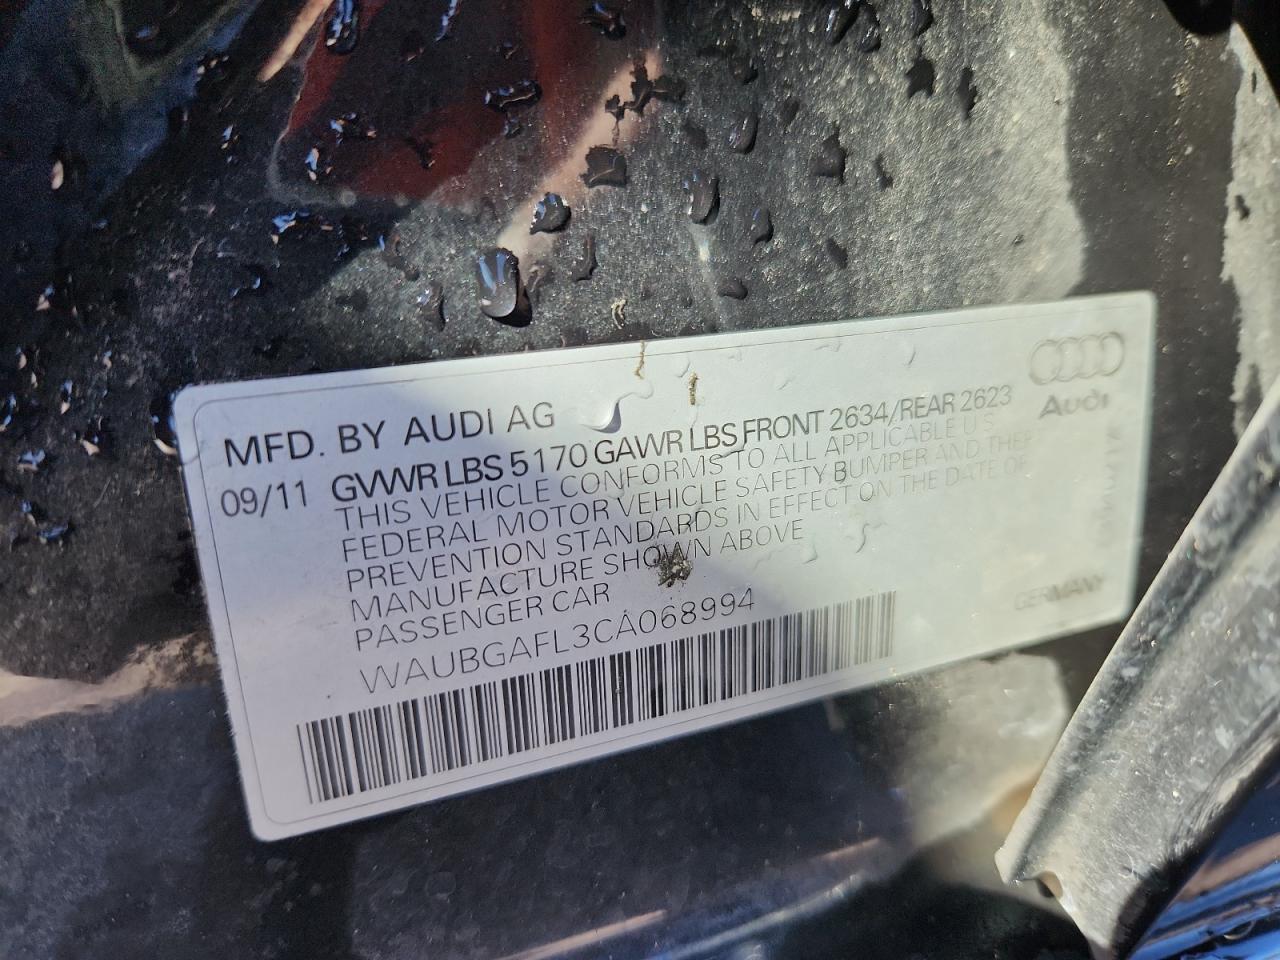 Audi
MFD. BY AUDI AG
09/11 GVWR LBS 5170 GAWR LBS FRONT 2634/REAR 2623
THIS VEHICLE CONFORMS TO ALL APPLICABLE U S
FEDERAL MOTOR VEHICLE SAFETY BUMPER AND THEFT
PREVENTION STANDARDS IN EFFECT ON THE DATE OF
MANUFACTURE SHOWN ABOVE
PASSENGER CAR
WAUBGAFL3CA068994
GERMANY